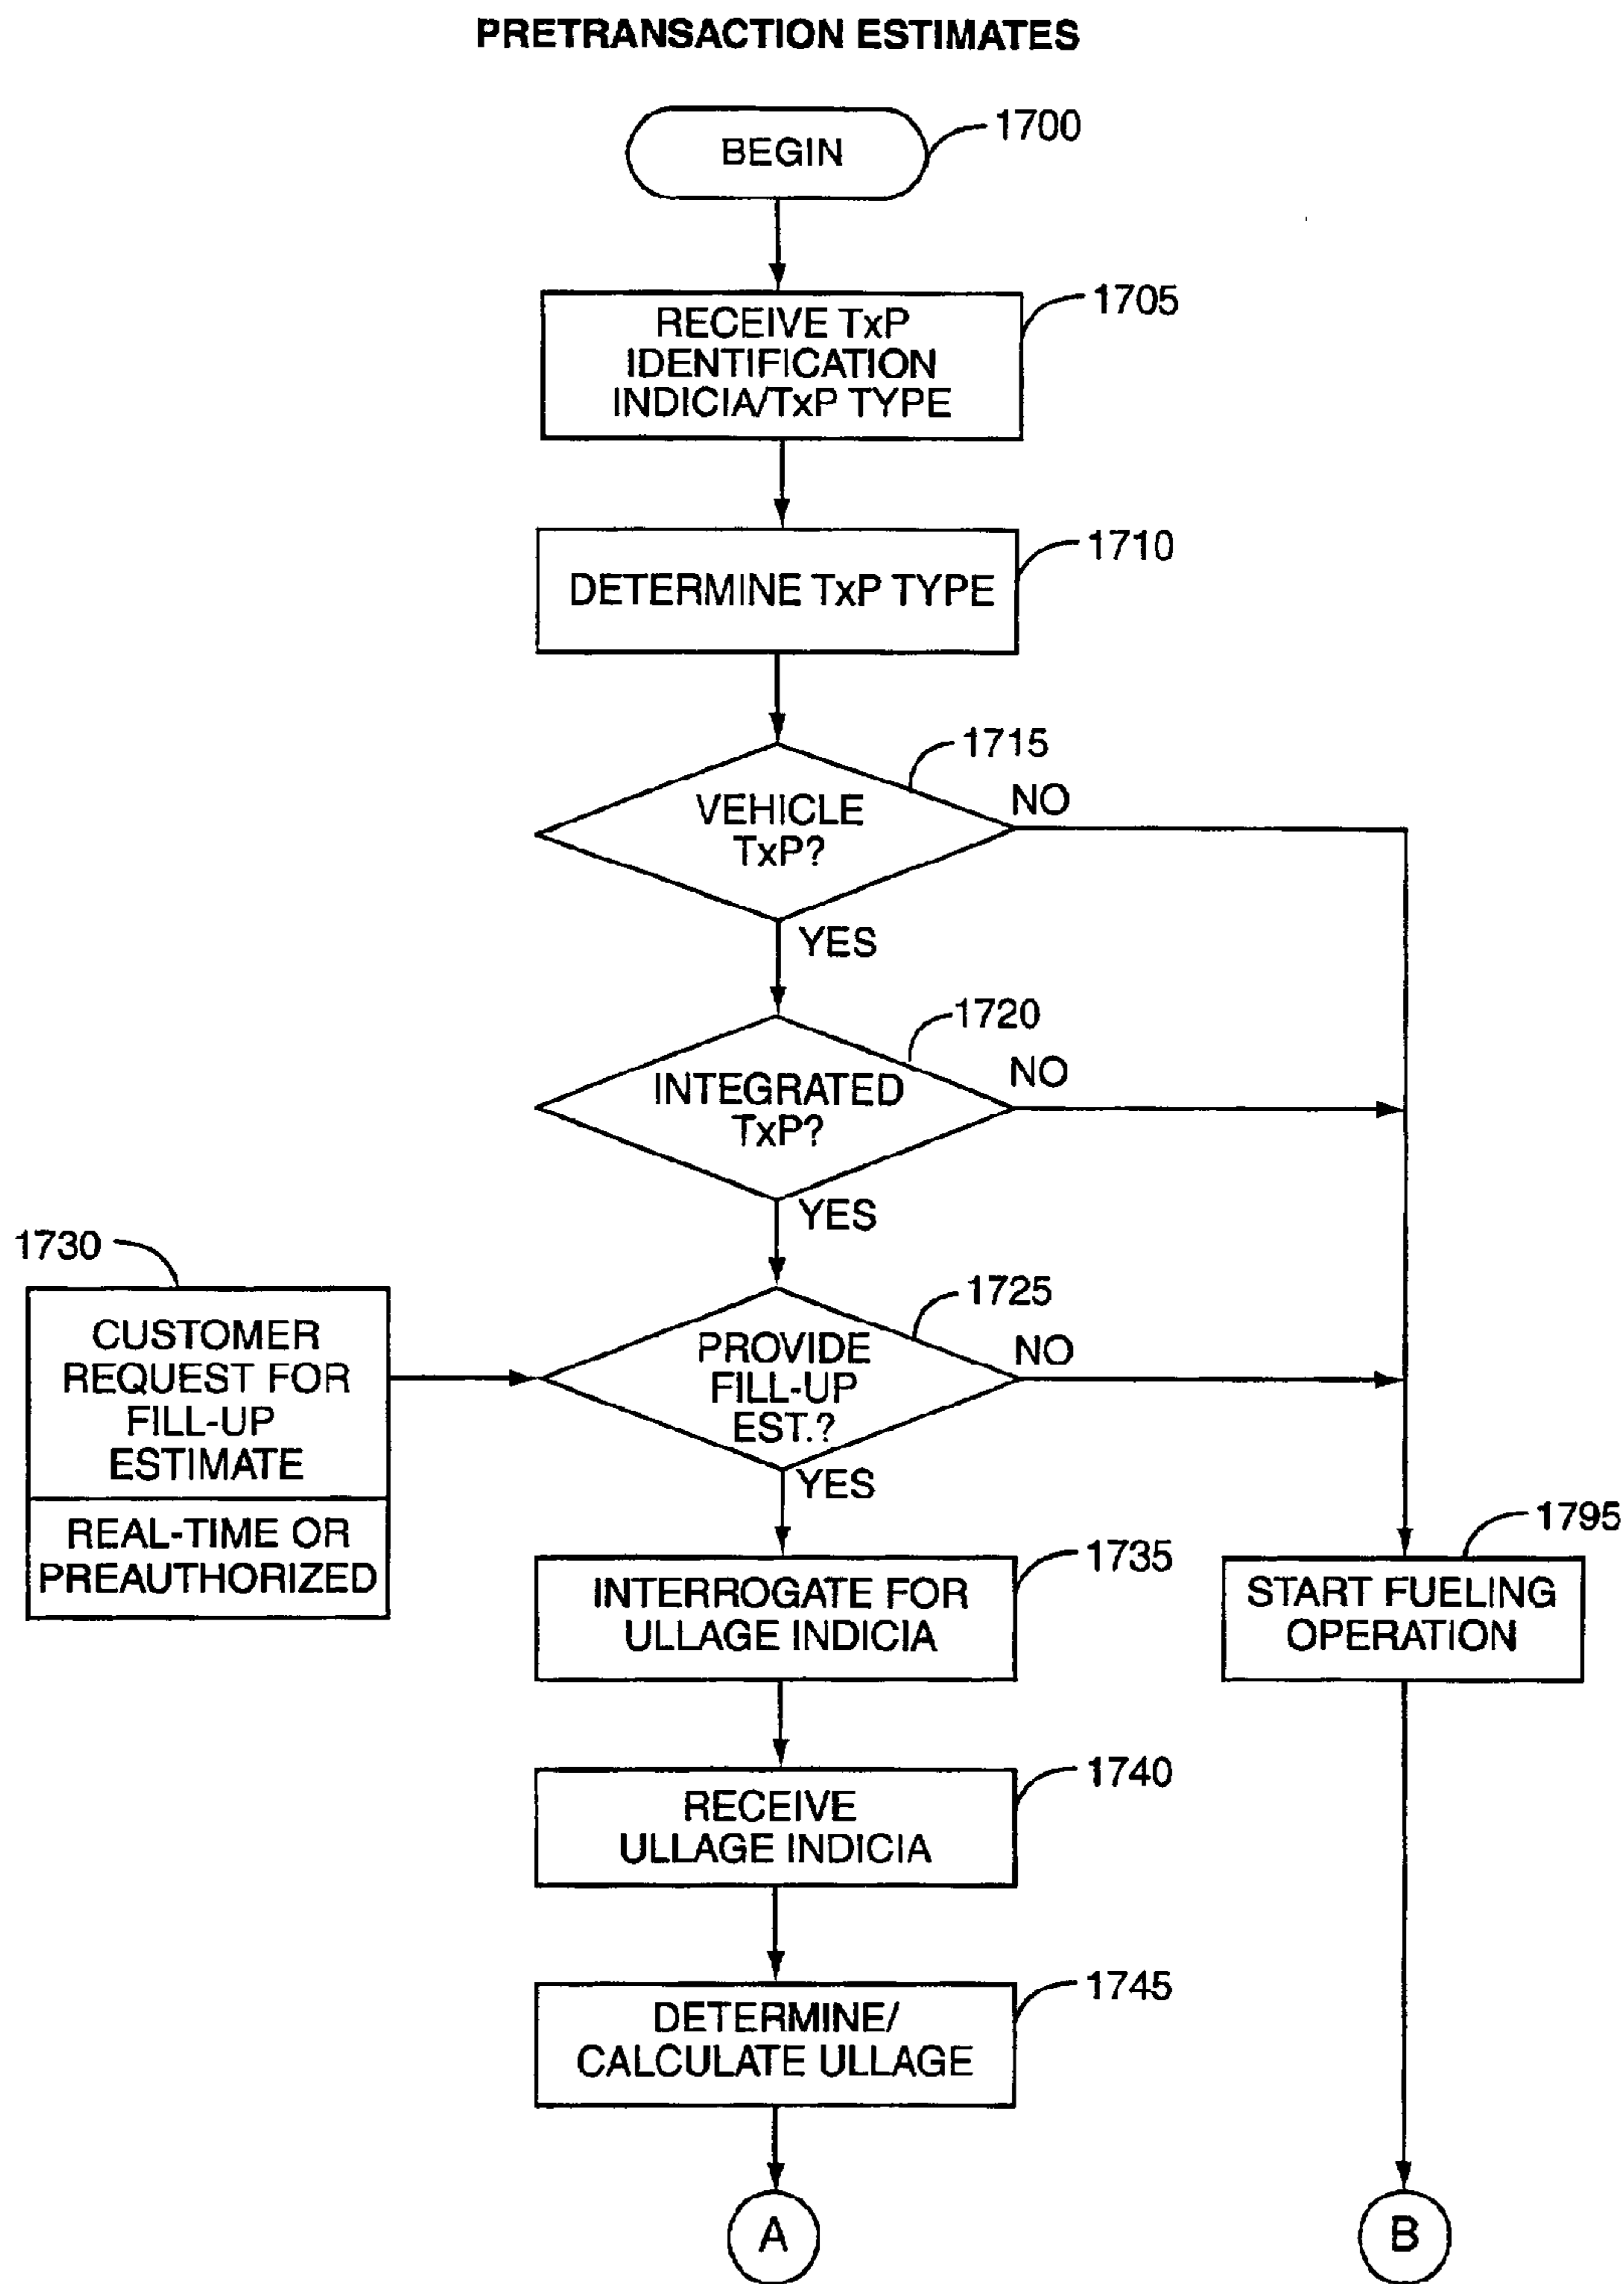 PRETRANSACTION ESTIMATES
BEGIN
1700
RECEIVE TxP
IDENTIFICATION
INDICIA/TxP TYPE
1705
DETERMINE TxP TYPE
1710
VEHICLE
TxP?
1715
NO
YES
INTEGRATED
TxP?
1720
NO
YES
1730
CUSTOMER
REQUEST FOR
FILL-UP
ESTIMATE
REAL-TIME OR
PREAUTHORIZED
PROVIDE
FILL-UP
EST.?
1725
NO
YES
INTERROGATE FOR
ULLAGE INDICIA
1735
START FUELING
OPERATION
1795
RECEIVE
ULLAGE INDICIA
1740
DETERMINE/
CALCULATE ULLAGE
1745
A
B